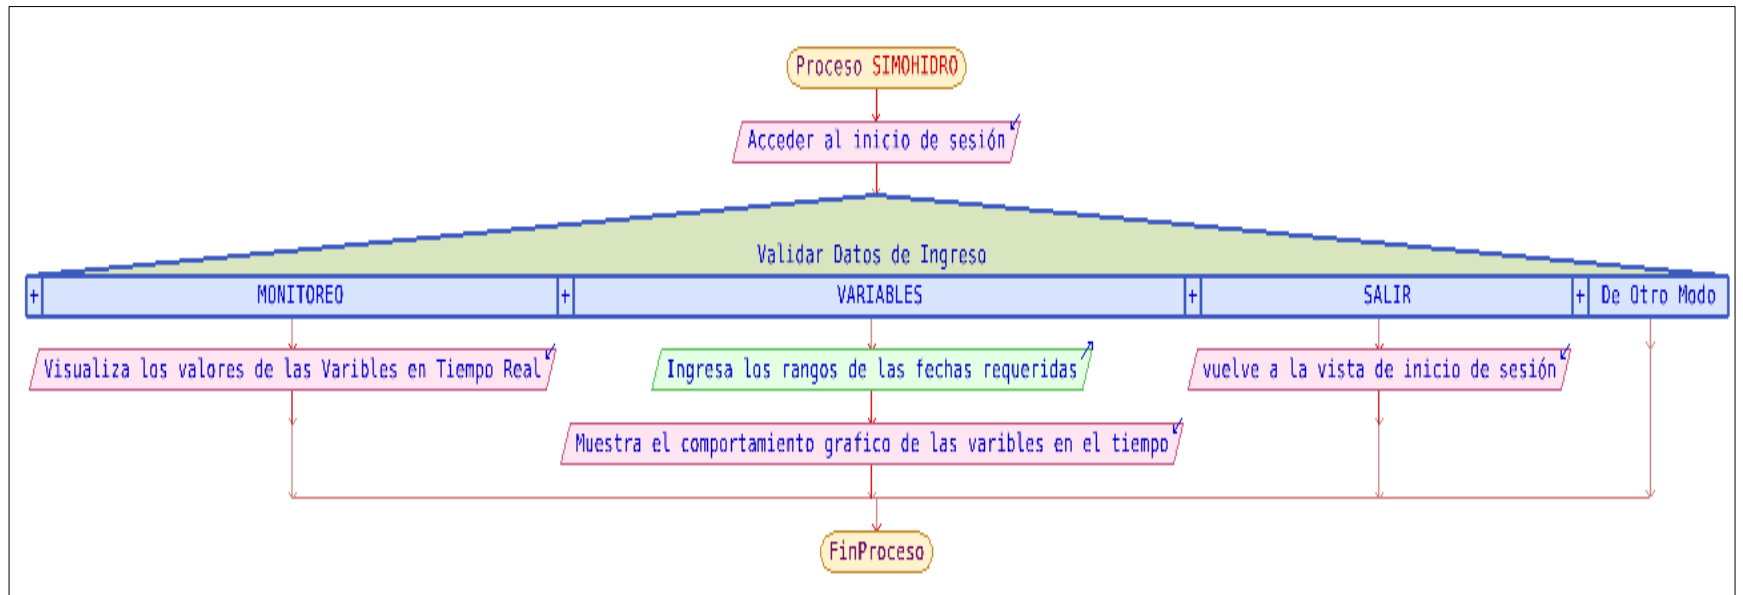 Proceso SIMOHIDRO
Acceder al inicio de sesión
Validar Datos de Ingreso
+ MONITOREO + VARIABLES + SALIR + De Otro Modo
Visualiza los valores de las Varibles en Tiempo Real
Ingresa los rangos de las fechas requeridas
vuelve a la vista de inicio de sesión
Muestra el comportamiento grafico de las varibles en el tiempo
FinProceso